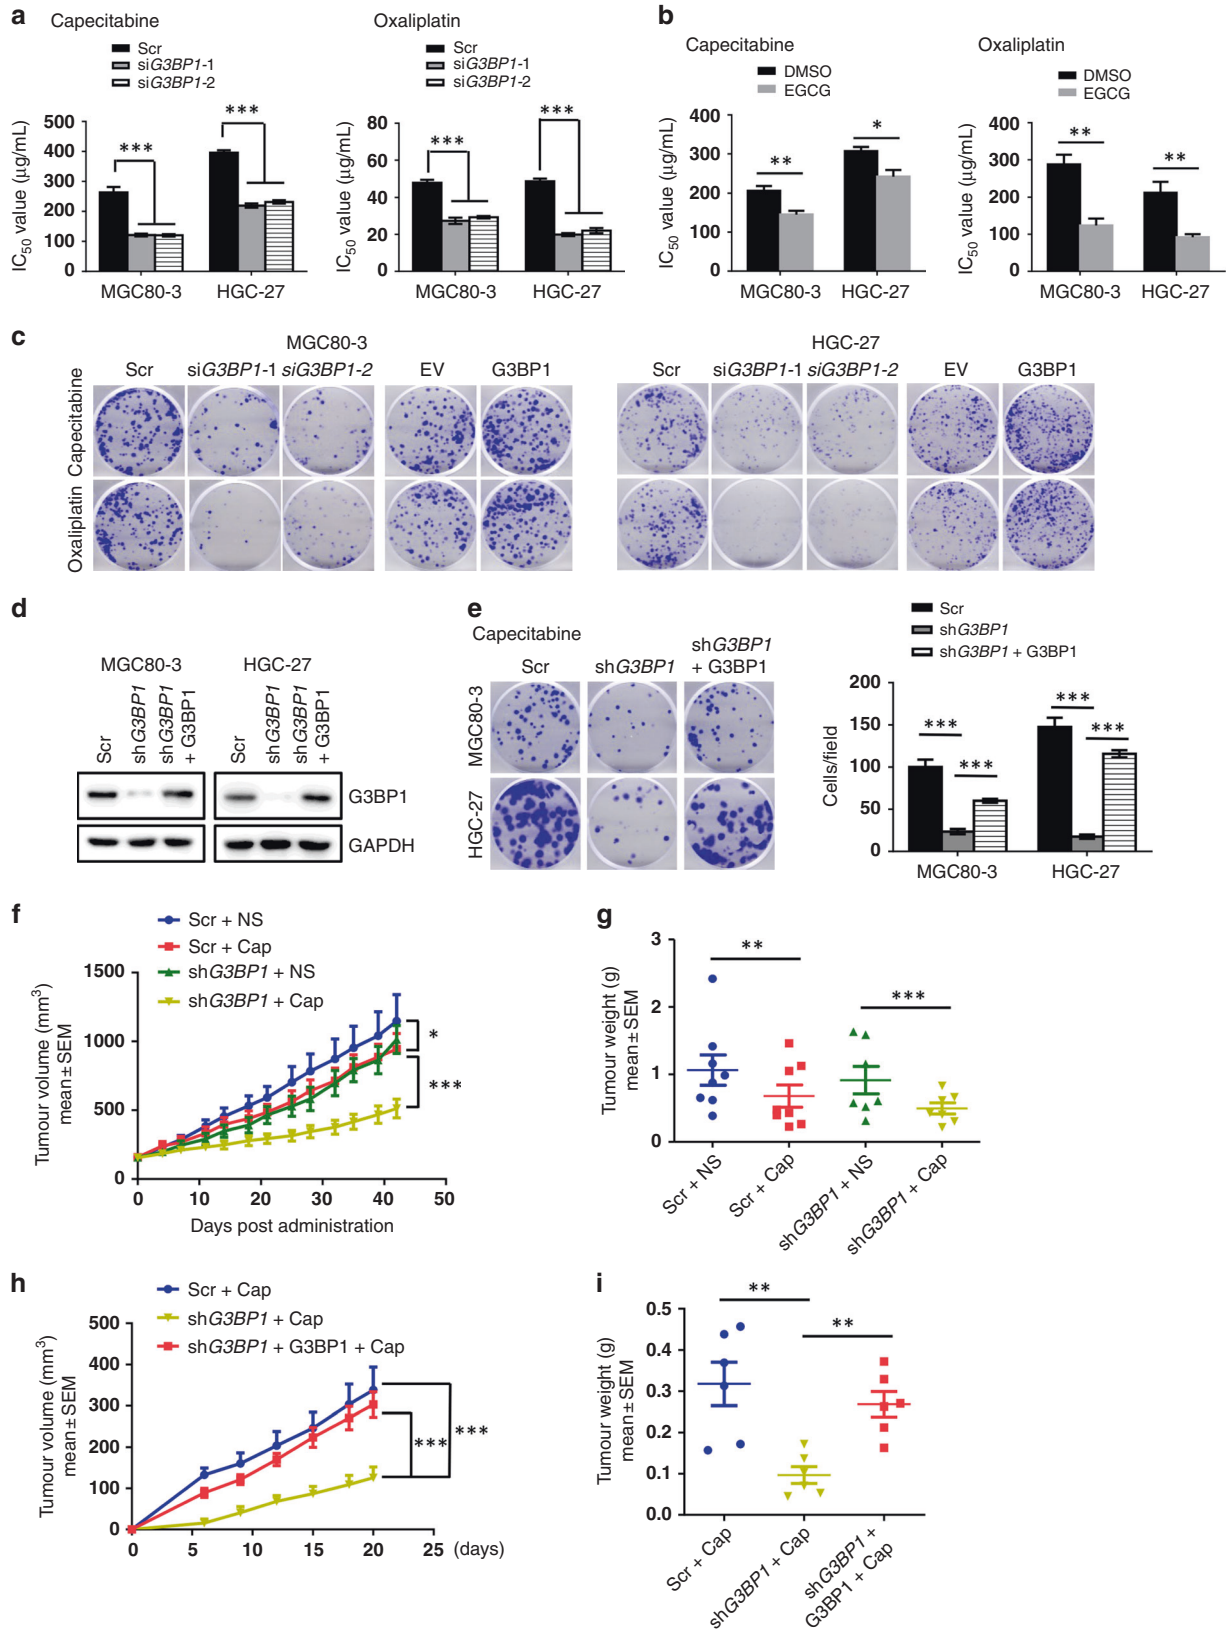 a
Capecitabine
Scr
siG3BP1-1
siG3BP1-2
***
***
500
400
300
200
100
0
IC50 value (µg/mL)
MGC80-3 HGC-27
Oxaliplatin
Scr
siG3BP1-1
siG3BP1-2
***
***
80
60
40
20
0
IC50 value (µg/mL)
MGC80-3 HGC-27
b
Capecitabine
DMSO
EGCG
**
*
400
300
200
100
0
IC50 value (µg/mL)
MGC80-3 HGC-27
Oxaliplatin
DMSO
EGCG
**
**
400
300
200
100
0
IC50 value (µg/mL)
MGC80-3 HGC-27
c
MGC80-3
Scr siG3BP1-1 siG3BP1-2 EV G3BP1
HGC-27
Scr siG3BP1-1 siG3BP1-2 EV G3BP1
Capecitabine
Oxaliplatin
d
MGC80-3 HGC-27
Scr
shG3BP1
shG3BP1
+ G3BP1
Scr
shG3BP1
shG3BP1
+ G3BP1
G3BP1
GAPDH
e
Capecitabine
Scr shG3BP1 shG3BP1
+ G3BP1
MGC80-3
HGC-27
Scr
shG3BP1
shG3BP1 + G3BP1
***
***
***
***
200
150
100
50
0
Cells/field
MGC80-3 HGC-27
f
Scr + NS
Scr + Cap
shG3BP1 + NS
shG3BP1 + Cap
1500
1000
500
0
Tumour volume (mm3)
mean ± SEM
*
***
0 10 20 30 40 50
Days post administration
g
3
2
1
0
Tumour weight (g)
mean ± SEM
**
***
Scr + NS
Scr + Cap
shG3BP1 + NS
shG3BP1 + Cap
h
Scr + Cap
shG3BP1 + Cap
shG3BP1 + G3BP1 + Cap
500
400
300
200
100
0
Tumour volume (mm3)
mean ± SEM
***
***
0 5 10 15 20 25 (days)
i
0.5
0.4
0.3
0.2
0.1
0.0
Tumour weight (g)
mean ± SEM
**
**
Scr + Cap
shG3BP1 + Cap
shG3BP1 +
G3BP1 + Cap